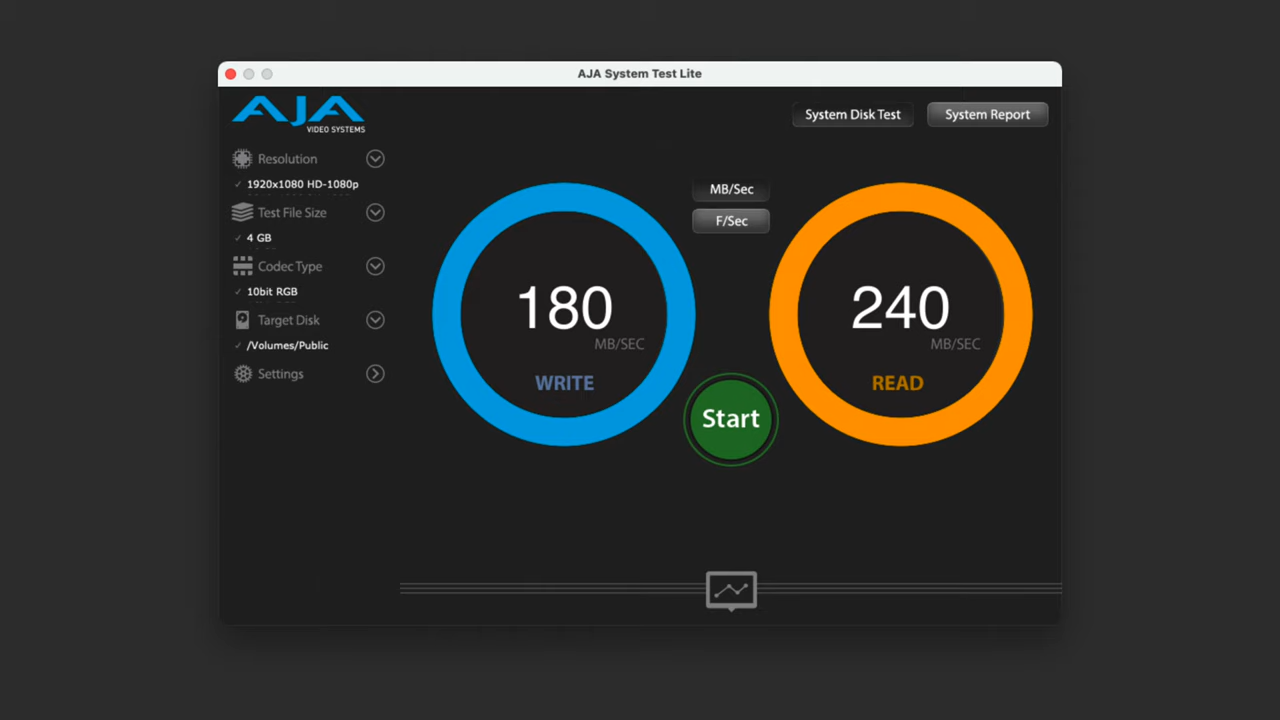 AJA System Test Lite
AJA
VIDEO SYSTEMS
System Disk Test
System Report
Resolution
1920x1080 HD-1080p
Test File Size
4 GB
Codec Type
10bit RGB
Target Disk
/Volumes/Public
Settings
MB/Sec
F/Sec
180
MB/SEC
WRITE
240
MB/SEC
READ
Start